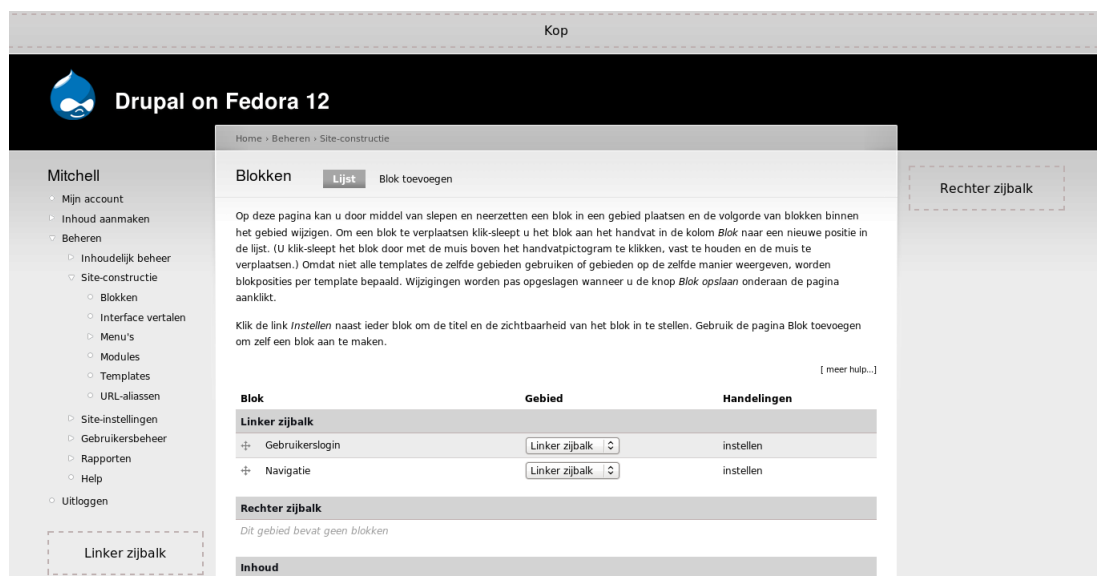 Kop
Drupal on Fedora 12
Home › Beheren › Site-constructie
Mitchell
Mijn account
Inhoud aanmaken
Beheren
Inhoudelijk beheer
Site-constructie
Blokken
Interface vertalen
Menu's
Modules
Templates
URL-aliassen
Site-instellingen
Gebruikersbeheer
Rapporten
Help
Uitloggen
Linker zijbalk
Blokken Lijst Blok toevoegen
Op deze pagina kan u door middel van slepen en neerzetten een blok in een gebied plaatsen en de volgorde van blokken binnen
het gebied wijzigen. Om een blok te verplaatsen klik-sleept u het blok aan het handvat in de kolom Blok naar een nieuwe positie in
de lijst. (U klik-sleept het blok door met de muis boven het handvatpictogram te klikken, vast te houden en de muis te
verplaatsen.) Omdat niet alle templates de zelfde gebieden gebruiken of gebieden op de zelfde manier weergeven, worden
blokposities per template bepaald. Wijzigingen worden pas opgeslagen wanneer u de knop Blok opslaan onderaan de pagina
aanklikt.
Klik de link Instellen naast ieder blok om de titel en de zichtbaarheid van het blok in te stellen. Gebruik de pagina Blok toevoegen
om zelf een blok aan te maken.
[ meer hulp...]
Blok Gebied Handelingen
Linker zijbalk
Gebruikerslogin Linker zijbalk instellen
Navigatie Linker zijbalk instellen
Rechter zijbalk
Dit gebied bevat geen blokken
Inhoud
Rechter zijbalk